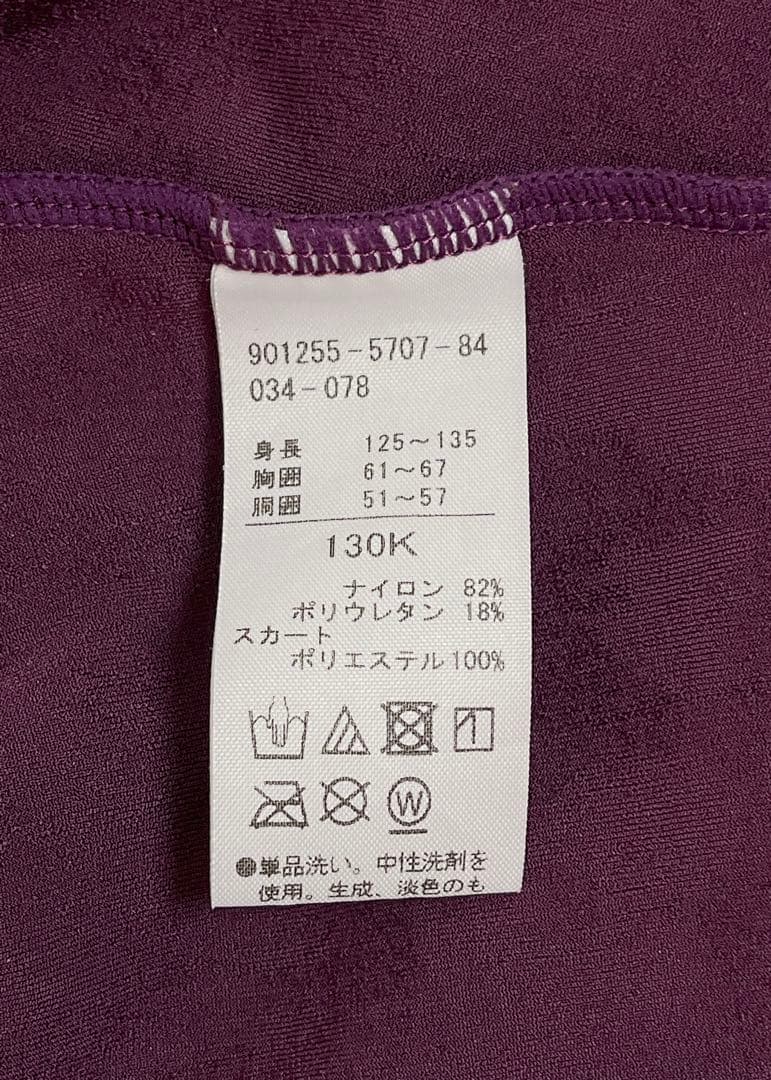 901255-5707-84
034-078
身長 125～135
胸囲 61～67
胴囲 51～57
130K
ナイロン 82%
ポリウレタン 18%
スカート
ポリエステル 100%
W
●単品洗い。中性洗剤を
使用。生成、淡色のも